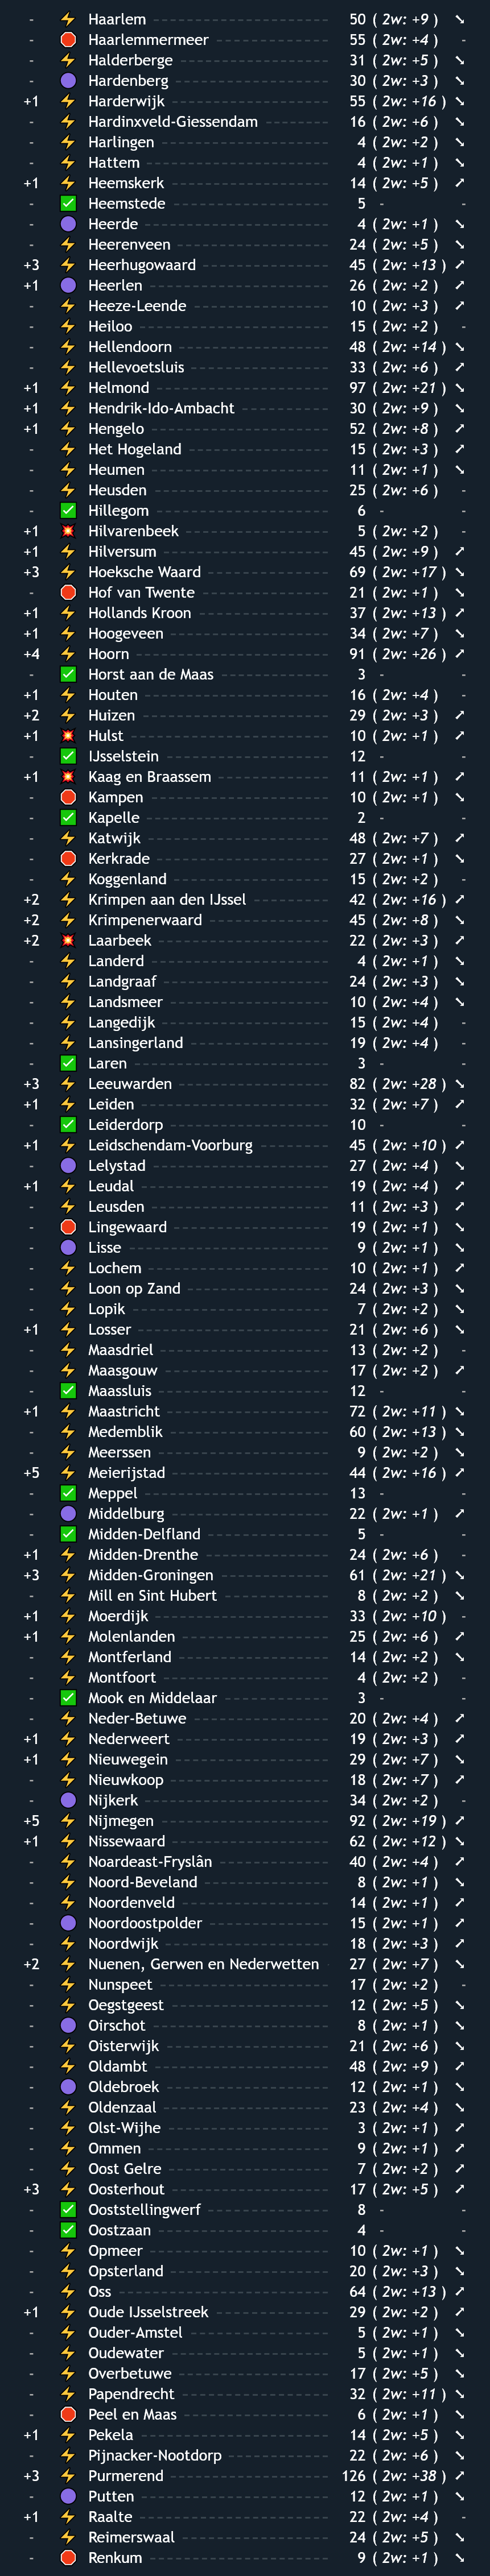 - ⚡ Haarlem 50 ( 2w: +9 ) ↘
- 🛑 Haarlemmermeer 55 ( 2w: +4 ) -
- ⚡ Halderberge 31 ( 2w: +5 ) ↘
- 🟣 Hardenberg 30 ( 2w: +3 ) ↘
+1 ⚡ Harderwijk 55 ( 2w: +16 ) ↘
- ⚡ Hardinxveld-Giessendam 16 ( 2w: +6 ) ↘
- ⚡ Harlingen 4 ( 2w: +2 ) ↘
- ⚡ Hattem 4 ( 2w: +1 ) ↘
+1 ⚡ Heemskerk 14 ( 2w: +5 ) ↗
- ✅ Heemstede 5 - -
- 🟣 Heerde 4 ( 2w: +1 ) ↘
- ⚡ Heerenveen 24 ( 2w: +5 ) ↘
+3 ⚡ Heerhugowaard 45 ( 2w: +13 ) ↗
+1 🟣 Heerlen 26 ( 2w: +2 ) ↗
- ⚡ Heeze-Leende 10 ( 2w: +3 ) ↗
- ⚡ Heiloo 15 ( 2w: +2 ) -
- ⚡ Hellendoorn 48 ( 2w: +14 ) ↘
- ⚡ Hellevoetsluis 33 ( 2w: +6 ) ↗
+1 ⚡ Helmond 97 ( 2w: +21 ) ↘
+1 ⚡ Hendrik-Ido-Ambacht 30 ( 2w: +9 ) ↘
+1 ⚡ Hengelo 52 ( 2w: +8 ) ↗
- ⚡ Het Hogeland 15 ( 2w: +3 ) ↗
- ⚡ Heumen 11 ( 2w: +1 ) ↘
- ⚡ Heusden 25 ( 2w: +6 ) -
- ✅ Hillegom 6 - -
+1 💥 Hilvarenbeek 5 ( 2w: +2 ) -
+1 ⚡ Hilversum 45 ( 2w: +9 ) ↗
+3 ⚡ Hoeksche Waard 69 ( 2w: +17 ) ↘
- 🛑 Hof van Twente 21 ( 2w: +1 ) ↘
+1 ⚡ Hollands Kroon 37 ( 2w: +13 ) ↗
+1 ⚡ Hoogeveen 34 ( 2w: +7 ) ↘
+4 ⚡ Hoorn 91 ( 2w: +26 ) ↗
- ✅ Horst aan de Maas 3 - -
+1 ⚡ Houten 16 ( 2w: +4 ) -
+2 ⚡ Huizen 29 ( 2w: +3 ) ↗
+1 💥 Hulst 10 ( 2w: +1 ) ↗
- ✅ IJsselstein 12 - -
+1 💥 Kaag en Braassem 11 ( 2w: +1 ) ↗
- 🛑 Kampen 10 ( 2w: +1 ) ↘
- ✅ Kapelle 2 - -
- ⚡ Katwijk 48 ( 2w: +7 ) ↗
- 🛑 Kerkrade 27 ( 2w: +1 ) ↘
- ⚡ Koggenland 15 ( 2w: +2 ) -
+2 ⚡ Krimpen aan den IJssel 42 ( 2w: +16 ) ↗
+2 ⚡ Krimpenerwaard 45 ( 2w: +8 ) ↘
+2 💥 Laarbeek 22 ( 2w: +3 ) ↗
- ⚡ Landerd 4 ( 2w: +1 ) ↘
- ⚡ Landgraaf 24 ( 2w: +3 ) ↘
- ⚡ Landsmeer 10 ( 2w: +4 ) ↘
- ⚡ Langedijk 15 ( 2w: +4 ) -
- ⚡ Lansingerland 19 ( 2w: +4 ) -
- ✅ Laren 3 - -
+3 ⚡ Leeuwarden 82 ( 2w: +28 ) ↘
+1 ⚡ Leiden 32 ( 2w: +7 ) ↗
- ✅ Leiderdorp 10 - -
+1 ⚡ Leidschendam-Voorburg 45 ( 2w: +10 ) ↗
- 🟣 Lelystad 27 ( 2w: +4 ) ↘
+1 ⚡ Leudal 19 ( 2w: +4 ) ↗
- ⚡ Leusden 11 ( 2w: +3 ) ↗
- 🛑 Lingewaard 19 ( 2w: +1 ) ↘
- 🟣 Lisse 9 ( 2w: +1 ) ↘
- ⚡ Lochem 10 ( 2w: +1 ) ↗
- ⚡ Loon op Zand 24 ( 2w: +3 ) ↘
- ⚡ Lopik 7 ( 2w: +2 ) ↘
+1 ⚡ Losser 21 ( 2w: +6 ) ↘
- ⚡ Maasdriel 13 ( 2w: +2 ) -
- ⚡ Maasgouw 17 ( 2w: +2 ) ↗
- ✅ Maassluis 12 - -
+1 ⚡ Maastricht 72 ( 2w: +11 ) ↘
- ⚡ Medemblik 60 ( 2w: +13 ) ↘
- ⚡ Meerssen 9 ( 2w: +2 ) ↘
+5 ⚡ Meierijstad 44 ( 2w: +16 ) ↗
- ✅ Meppel 13 - -
- 🟣 Middelburg 22 ( 2w: +1 ) ↗
- ✅ Midden-Delfland 5 - -
+1 ⚡ Midden-Drenthe 24 ( 2w: +6 ) -
+3 ⚡ Midden-Groningen 61 ( 2w: +21 ) ↘
- ⚡ Mill en Sint Hubert 8 ( 2w: +2 ) ↘
+1 ⚡ Moerdijk 33 ( 2w: +10 ) -
+1 ⚡ Molenlanden 25 ( 2w: +6 ) ↗
- ⚡ Montferland 14 ( 2w: +2 ) ↘
- ⚡ Montfoort 4 ( 2w: +2 ) -
- ✅ Mook en Middelaar 3 - -
- ⚡ Neder-Betuwe 20 ( 2w: +4 ) ↗
+1 ⚡ Nederweert 19 ( 2w: +3 ) ↗
+1 ⚡ Nieuwegein 29 ( 2w: +7 ) ↘
- ⚡ Nieuwkoop 18 ( 2w: +7 ) ↗
- 🟣 Nijkerk 34 ( 2w: +2 ) -
+5 ⚡ Nijmegen 92 ( 2w: +19 ) ↗
+1 ⚡ Nissewaard 62 ( 2w: +12 ) ↘
- ⚡ Noardeast-Fryslân 40 ( 2w: +4 ) ↗
- ⚡ Noord-Beveland 8 ( 2w: +1 ) ↘
- ⚡ Noordenveld 14 ( 2w: +1 ) ↗
- 🟣 Noordoostpolder 15 ( 2w: +1 ) ↗
- ⚡ Noordwijk 18 ( 2w: +3 ) ↗
+2 ⚡ Nuenen, Gerwen en Nederwetten 27 ( 2w: +7 ) ↘
- ⚡ Nunspeet 17 ( 2w: +2 ) -
- ⚡ Oegstgeest 12 ( 2w: +5 ) ↘
- 🟣 Oirschot 8 ( 2w: +1 ) ↘
- ⚡ Oisterwijk 21 ( 2w: +6 ) ↘
- ⚡ Oldambt 48 ( 2w: +9 ) ↗
- 🟣 Oldebroek 12 ( 2w: +1 ) ↘
- ⚡ Oldenzaal 23 ( 2w: +4 ) ↘
- ⚡ Olst-Wijhe 3 ( 2w: +1 ) ↗
- ⚡ Ommen 9 ( 2w: +1 ) ↗
- ⚡ Oost Gelre 7 ( 2w: +2 ) ↗
+3 ⚡ Oosterhout 17 ( 2w: +5 ) ↗
- ✅ Ooststellingwerf 8 - -
- ✅ Oostzaan 4 - -
- ⚡ Opmeer 10 ( 2w: +1 ) ↘
- ⚡ Opsterland 20 ( 2w: +3 ) ↘
- ⚡ Oss 64 ( 2w: +13 ) ↗
+1 ⚡ Oude IJsselstreek 29 ( 2w: +2 ) ↗
- ⚡ Ouder-Amstel 5 ( 2w: +1 ) ↘
- ⚡ Oudewater 5 ( 2w: +1 ) ↘
- ⚡ Overbetuwe 17 ( 2w: +5 ) ↘
- ⚡ Papendrecht 32 ( 2w: +11 ) ↘
- 🛑 Peel en Maas 6 ( 2w: +1 ) ↘
+1 ⚡ Pekela 14 ( 2w: +5 ) ↘
- ⚡ Pijnacker-Nootdorp 22 ( 2w: +6 ) ↘
+3 ⚡ Purmerend 126 ( 2w: +38 ) ↗
- 🟣 Putten 12 ( 2w: +1 ) ↘
+1 ⚡ Raalte 22 ( 2w: +4 ) -
- ⚡ Reimerswaal 24 ( 2w: +5 ) ↘
- 🛑 Renkum 9 ( 2w: +1 ) ↘